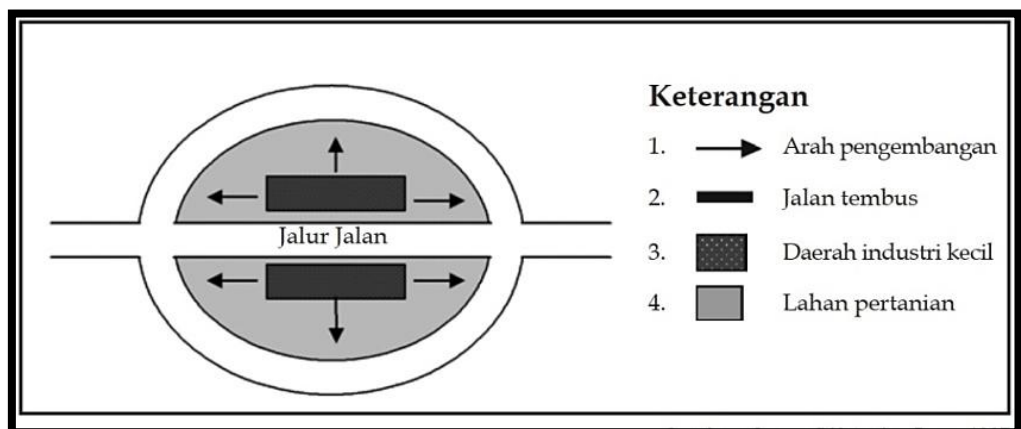 Keterangan
1. Arah pengembangan
2. Jalan tembus
3. Daerah industri kecil
4. Lahan pertanian
Jalur Jalan